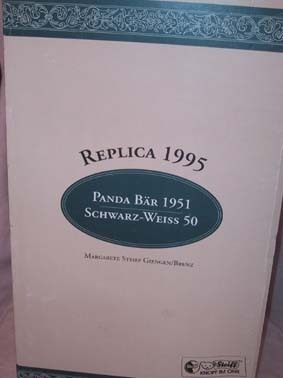 REPLICA 1995
PANDA BÄR 1951
SCHWARZ-WEISS 50
MARGARETE STEIFF GIENGEN/BRENZ
Steiff
KNOPF IM OHR